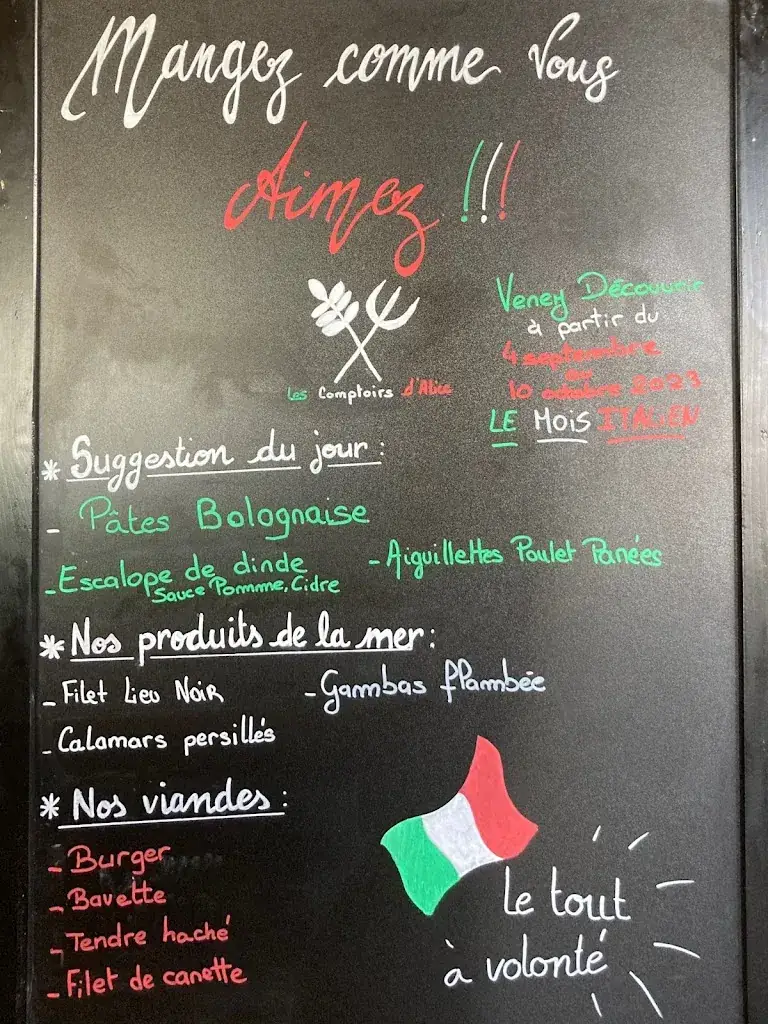 Mangez comme vous
Aimez !!!
Venez Découvrir
à partir du
4 septembre
au
10 octobre 2023
LE MOIS ITALIEN
Les Comptoirs d'Alice
* Suggestion du jour :
- Pâtes Bolognaise
- Escalope de dinde
Sauce Pommme, Cidre
- Aiguillettes Poulet Panées
* Nos produits de la mer :
- Filet Lieu Noir
- Gambas flambée
- Calamars persillés
* Nos viandes :
- Burger
- Bavette
- Tendre haché
- Filet de canette
Le tout
à volonté